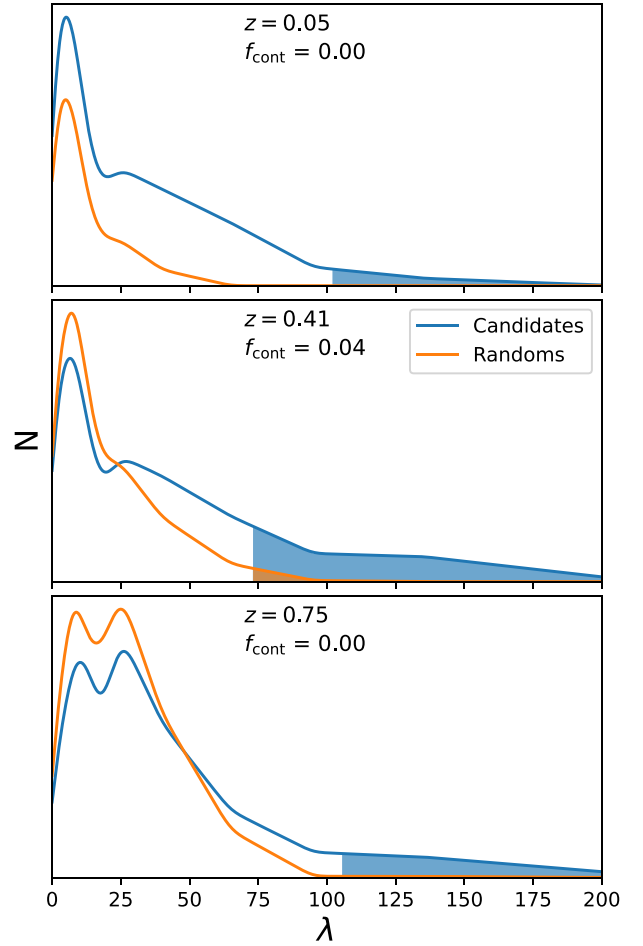 z = 0.05
f_cont = 0.00
z = 0.41
f_cont = 0.04
Candidates
Randoms
N
z = 0.75
f_cont = 0.00
0 25 50 75 100 125 150 175 200
λ